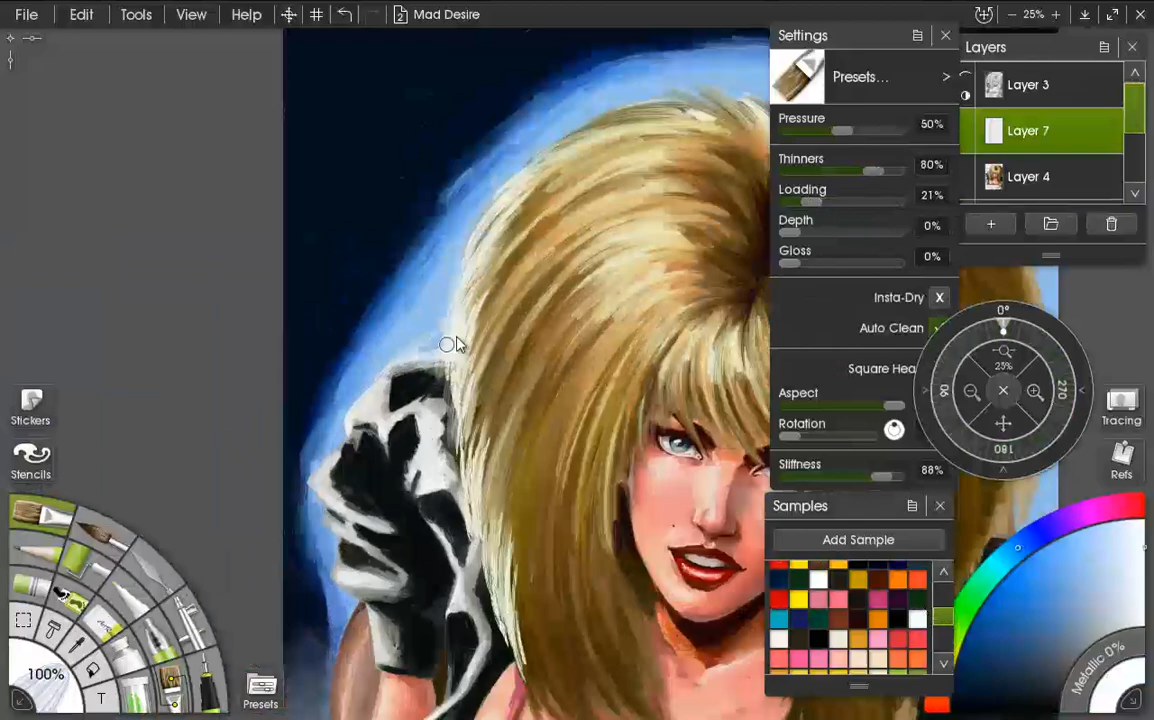 File Edit Tools View Help 2 Mad Desire 25%
Settings
Presets... >
Pressure 50%
Thinners 80%
Loading 21%
Depth 0%
Gloss 0%
Insta-Dry X
Auto Clean
Square Hea
Aspect
Rotation
Stiffness 88%
Layers
Layer 3
Layer 7
Layer 4
0°
25%
90
270
180
Stickers
Stencils
Tracing
Refs
Samples
Add Sample
100%
T
Presets
Metallic 0%